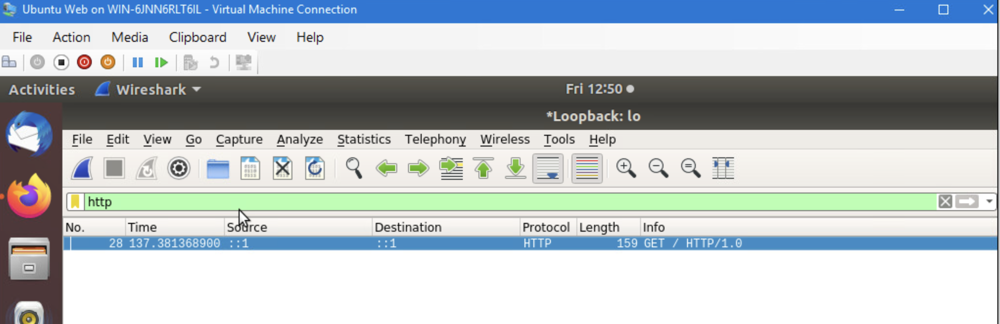 Ubuntu Web on WIN-6JNN6RLT6IL - Virtual Machine Connection
File Action Media Clipboard View Help
Activities Wireshark Fri 12:50
*Loopback: lo
File Edit View Go Capture Analyze Statistics Telephony Wireless Tools Help
http
No. Time Source Destination Protocol Length Info
28 137.381368900 ::1 ::1 HTTP 159 GET / HTTP/1.0